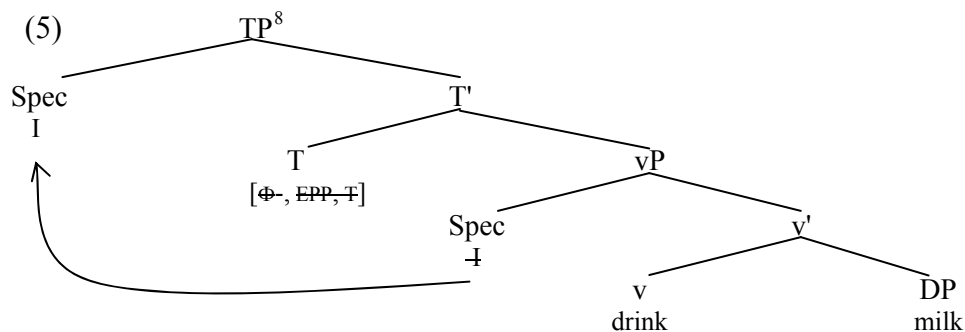 (5) TP8
Spec T'
I
T vP
[Φ-, EPP, T]
Spec v'
I
v DP
drink milk